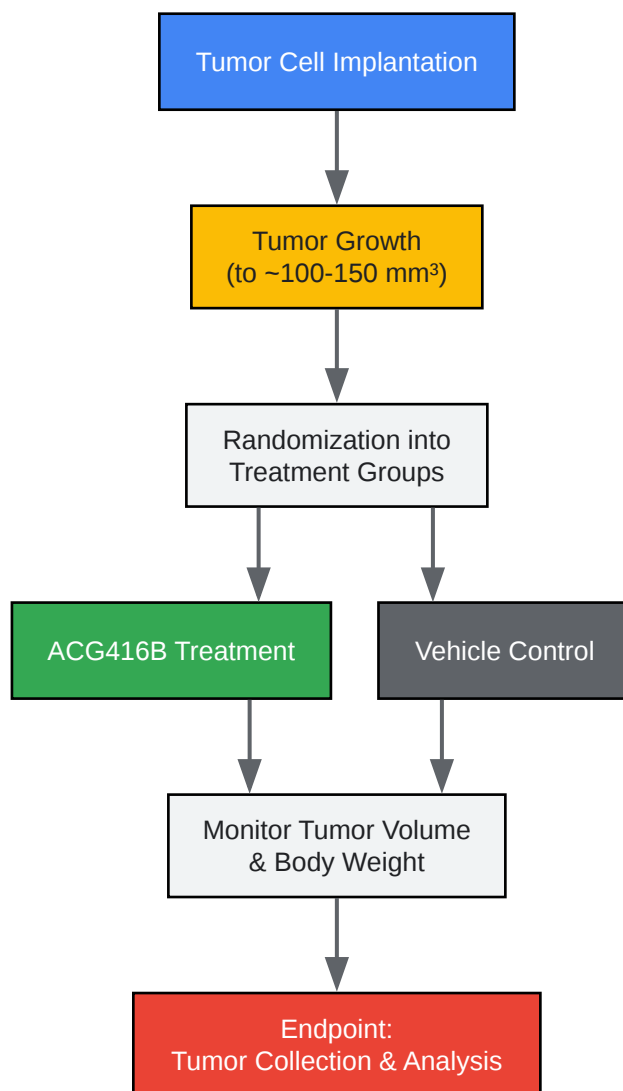 Tumor Cell Implantation
Tumor Growth
(to ~100-150 mm³)
Randomization into
Treatment Groups
ACG416B Treatment
Vehicle Control
Monitor Tumor Volume
& Body Weight
Endpoint:
Tumor Collection & Analysis